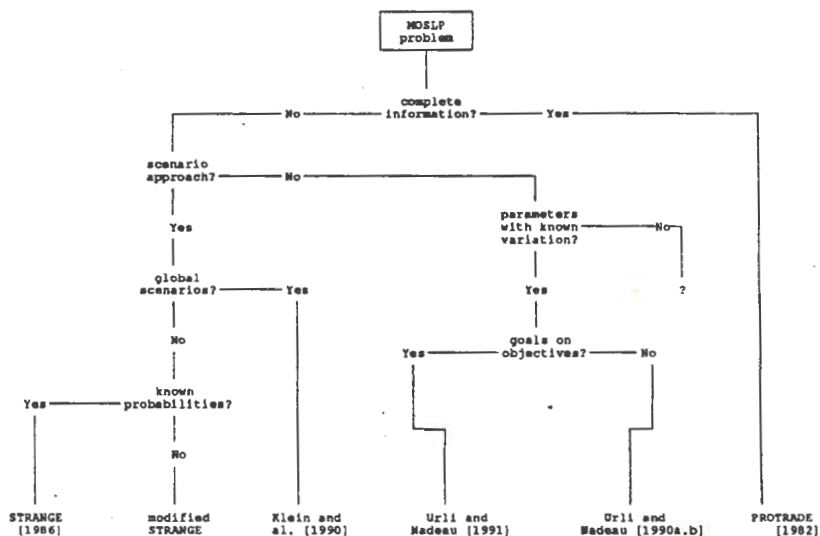 MOSLP
problem
complete
No information? Yes
scenario
approach? No
parameters
with known No
variation?
Yes
global
scenarios? Yes
Yes ?
No
goals on
Yes objectives? No
known
Yes probabilities?
No
STRANGE modified Klein and Urli and Urli and PROTRADE
[1986] STRANGE al. [1990] Nadeau [1991] Nadeau [1990a.b] [1982]